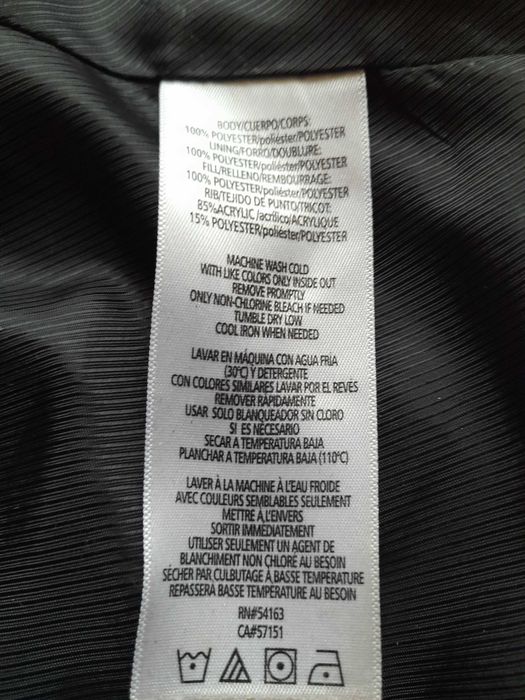 BODY/CUERPO/CORPS:
100% POLYESTER/poliéster/POLYESTER
LINING/FORRO/DOUBLURE:
100% POLYESTER/poliéster/POLYESTER
FILL/RELLENO/REMBOURRAGE:
100% POLYESTER/poliéster/POLYESTER
RIB/TEJIDO DE PUNTO/TRICOT:
85%ACRYLIC/acrílico/ACRYLIQUE
15% POLYESTER/poliéster/POLYESTER
MACHINE WASH COLD
WITH LIKE COLORS ONLY INSIDE OUT
REMOVE PROMPTLY
ONLY NON-CHLORINE BLEACH IF NEEDED
TUMBLE DRY LOW
COOL IRON WHEN NEEDED
LAVAR EN MÁQUINA CON AGUA FRIA
(30°C) Y DETERGENTE
CON COLORES SIMILARES LAVAR POR EL REVÉS
REMOVER RAPIDAMENTE
USAR SOLO BLANQUEADOR SIN CLORO
SI ES NECESARIO
SECAR A TEMPERATURA BAJA
PLANCHAR A TEMPERATURA BAJA (110°C)
LAVER À LA MACHINE À L'EAU FROIDE
AVEC COULEURS SEMBLABLES SEULEMENT
METTRE À L'ENVERS
SORTIR IMMÉDIATEMENT
UTILISER SEULEMENT UN AGENT DE
BLANCHIMENT NON CHLORÉ AU BESOIN
SÉCHER PAR CULBUTAGE À BASSE TEMPÉRATURE
REPASSERÀ BASSE TEMPÉRATURE AU BESOIN
RN#54163
CA#57151